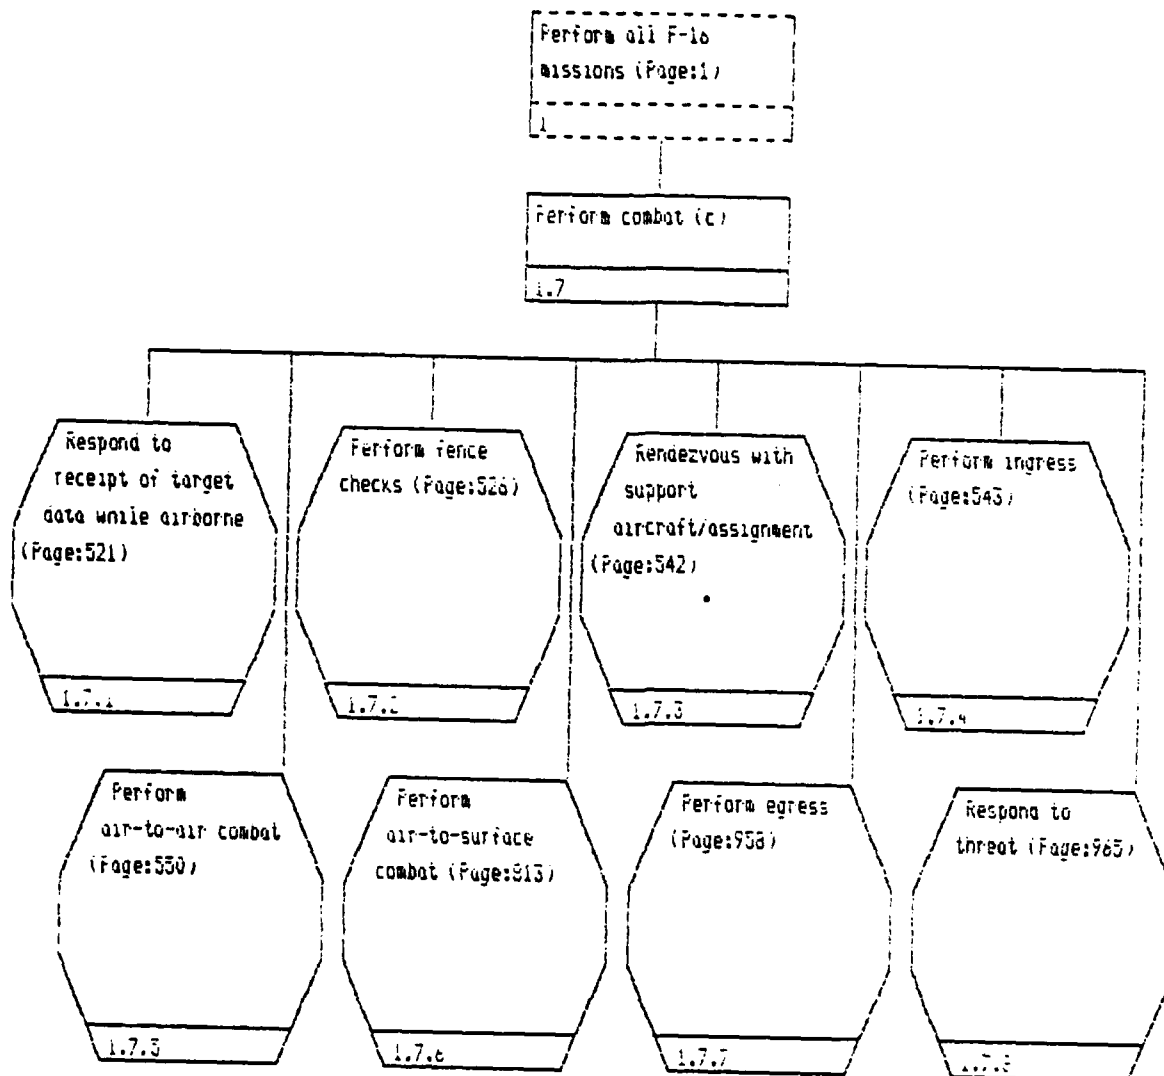 Perform all F-16
missions (Page:1)
1
Perform combat (c)
1.7
Respond to
receipt of target
data while airborne
(Page:521)
1.7.1
Perform fence
checks (Page:526)
1.7.2
Rendezvous with
support
aircraft/assignment
(Page:542)
1.7.3
Perform ingress
(Page:543)
1.7.4
Perform
air-to-air combat
(Page:550)
1.7.5
Perform
air-to-surface
combat (Page:813)
1.7.6
Perform egress
(Page:958)
1.7.7
Respond to
threat (Page:965)
1.7.8